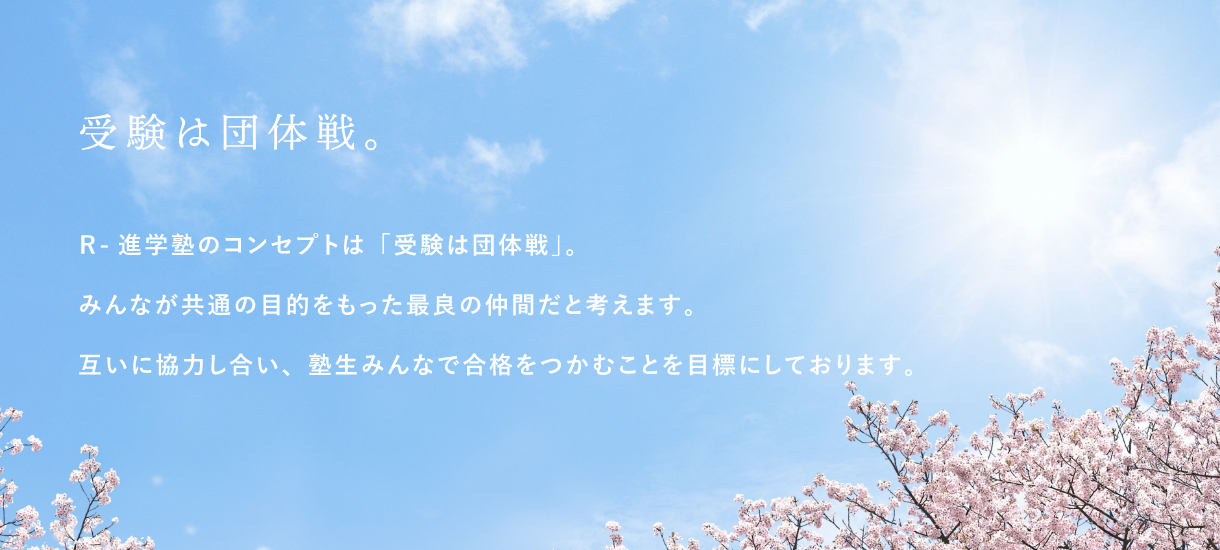 受験は団体戦。
R-進学塾のコンセプトは「受験は団体戦」。
みんなが共通の目的をもった最良の仲間だと考えます。
互いに協力し合い、塾生みんなで合格をつかむことを目標にしております。